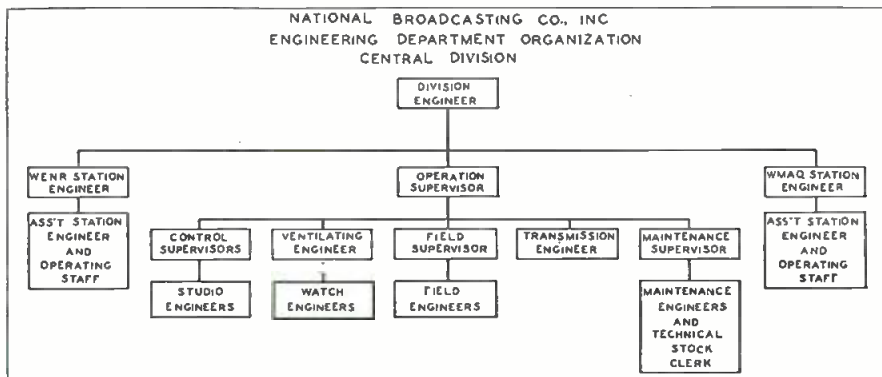 NATIONAL BROADCASTING CO., INC
ENGINEERING DEPARTMENT ORGANIZATION
CENTRAL DIVISION
DIVISION
ENGINEER
WENR STATION
ENGINEER
OPERATION
SUPERVISOR
WMAQ STATION
ENGINEER
ASS'T STATION
ENGINEER
AND
OPERATING
STAFF
CONTROL
SUPERVISORS
VENTILATING
ENGINEER
FIELD
SUPERVISOR
TRANSMISSION
ENGINEER
MAINTENANCE
SUPERVISOR
ASS'T STATION
ENGINEER
AND
OPERATING
STAFF
STUDIO
ENGINEERS
WATCH
ENGINEERS
FIELD
ENGINEERS
MAINTENANCE
ENGINEERS
AND
TECHNICAL
STOCK
CLERK